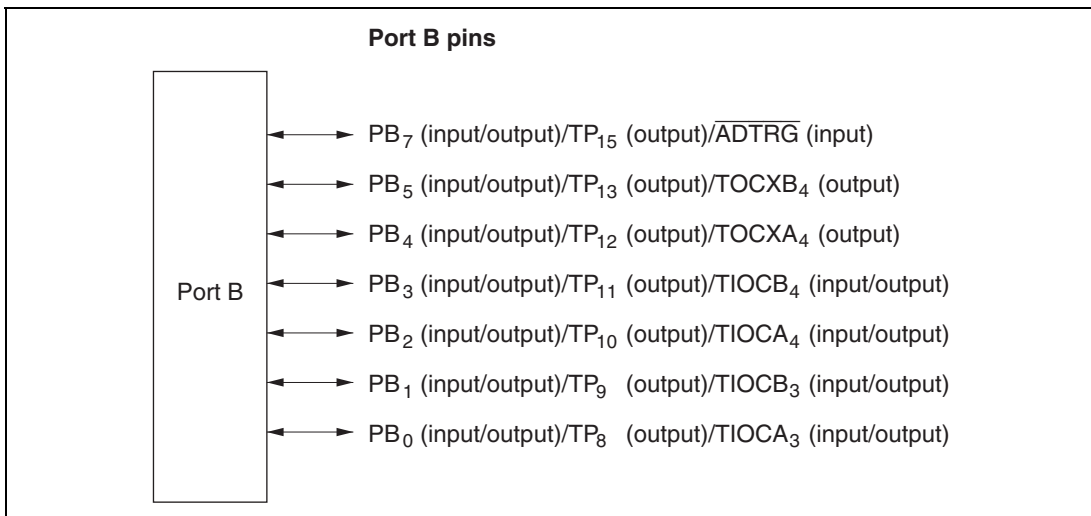 Port B pins
PB₇ (input/output)/TP₁₅ (output)/A̅D̅T̅R̅G̅ (input)
PB₅ (input/output)/TP₁₃ (output)/TOCXB₄ (output)
PB₄ (input/output)/TP₁₂ (output)/TOCXA₄ (output)
Port B
PB₃ (input/output)/TP₁₁ (output)/TIOCB₄ (input/output)
PB₂ (input/output)/TP₁₀ (output)/TIOCA₄ (input/output)
PB₁ (input/output)/TP₉ (output)/TIOCB₃ (input/output)
PB₀ (input/output)/TP₈ (output)/TIOCA₃ (input/output)